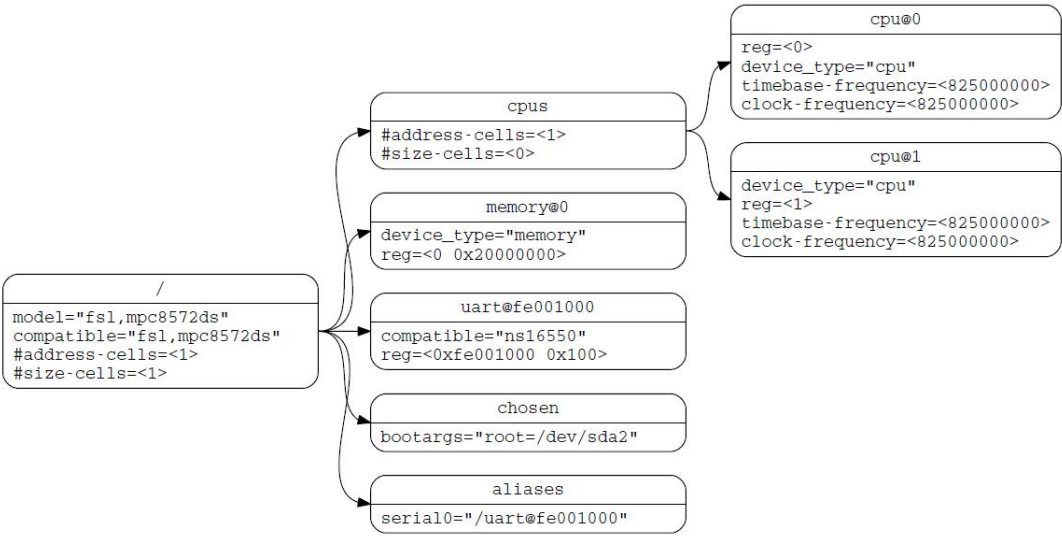 /
model="fsl,mpc8572ds"
compatible="fsl,mpc8572ds"
#address-cells=<1>
#size-cells=<1>
cpus
#address-cells=<1>
#size-cells=<0>
memory@0
device_type="memory"
reg=<0 0x20000000>
uart@fe001000
compatible="ns16550"
reg=<0xfe001000 0x100>
chosen
bootargs="root=/dev/sda2"
aliases
serial0="/uart@fe001000"
cpu@0
reg=<0>
device_type="cpu"
timebase-frequency=<825000000>
clock-frequency=<825000000>
cpu@1
device_type="cpu"
reg=<1>
timebase-frequency=<825000000>
clock-frequency=<825000000>